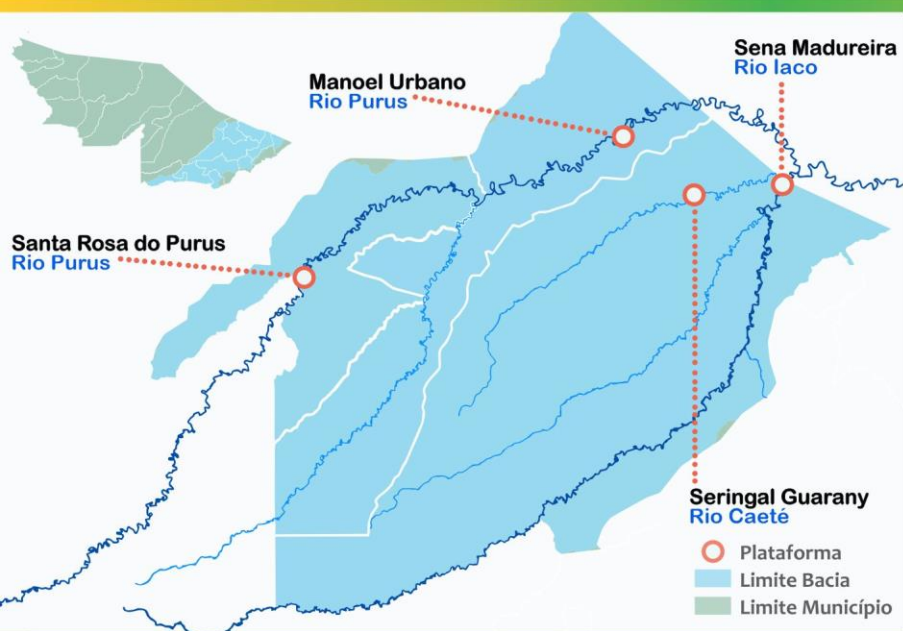 Sena Madureira
Rio Iaco
Manoel Urbano
Rio Purus
Santa Rosa do Purus
Rio Purus
Seringal Guarany
Rio Caeté
Plataforma
Limite Bacia
Limite Município